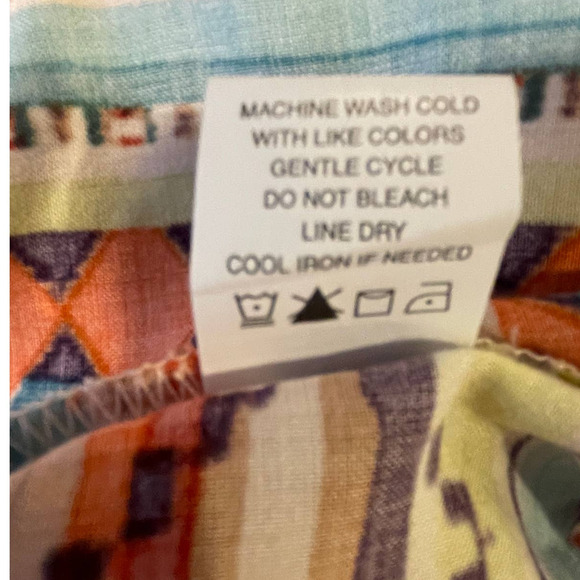 MACHINE WASH COLD
WITH LIKE COLORS
GENTLE CYCLE
DO NOT BLEACH
LINE DRY
COOL IRON IF NEEDED